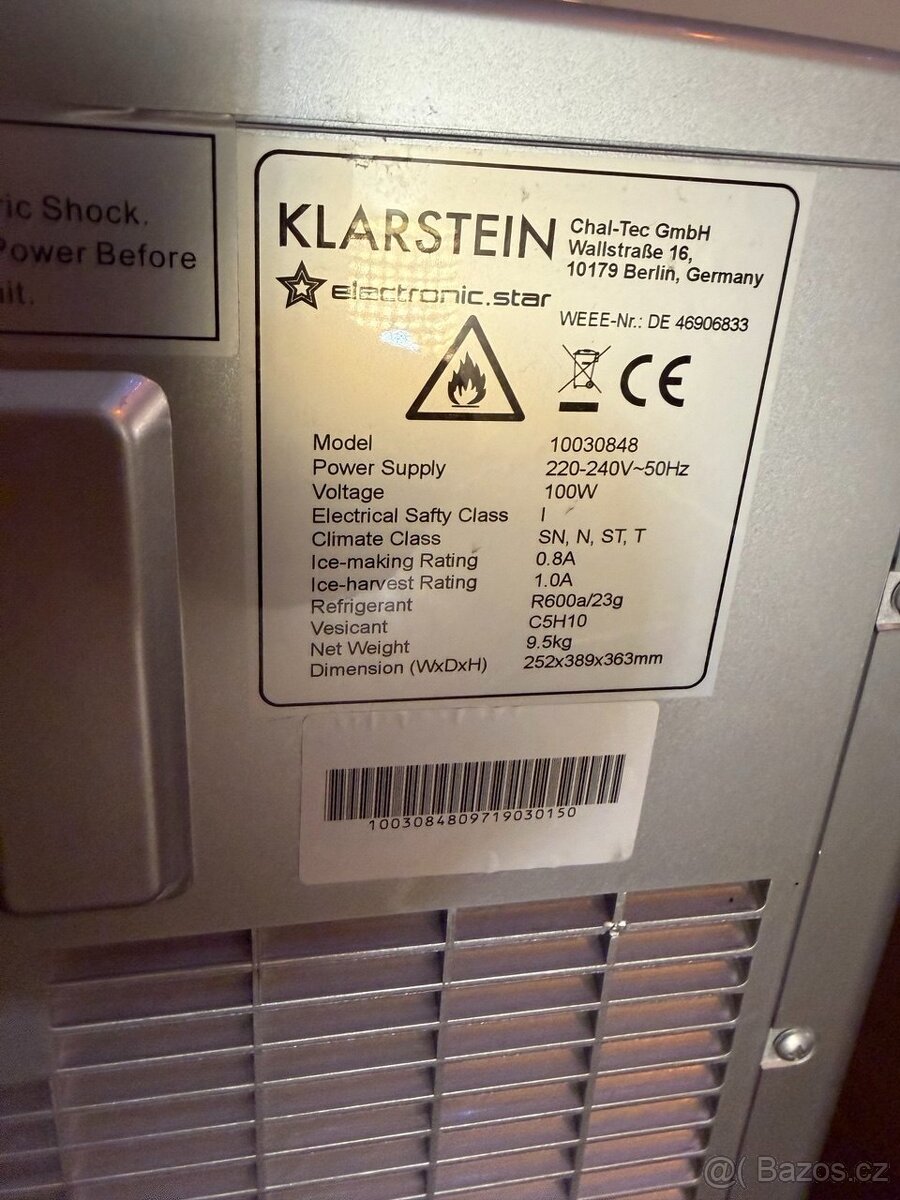 ric Shock.
Power Before
nit.
KLARSTEIN
Chal-Tec GmbH
Wallstraße 16,
10179 Berlin, Germany
electronic.star
WEEE-Nr.: DE 46906833
CE
Model 10030848
Power Supply 220-240V~50Hz
Voltage 100W
Electrical Safty Class I
Climate Class SN, N, ST, T
Ice-making Rating 0.8A
Ice-harvest Rating 1.0A
Refrigerant R600a/23g
Vesicant C5H10
Net Weight 9.5kg
Dimension (WxDxH) 252x389x363mm
1003084809719030150
@( Bazos.cz